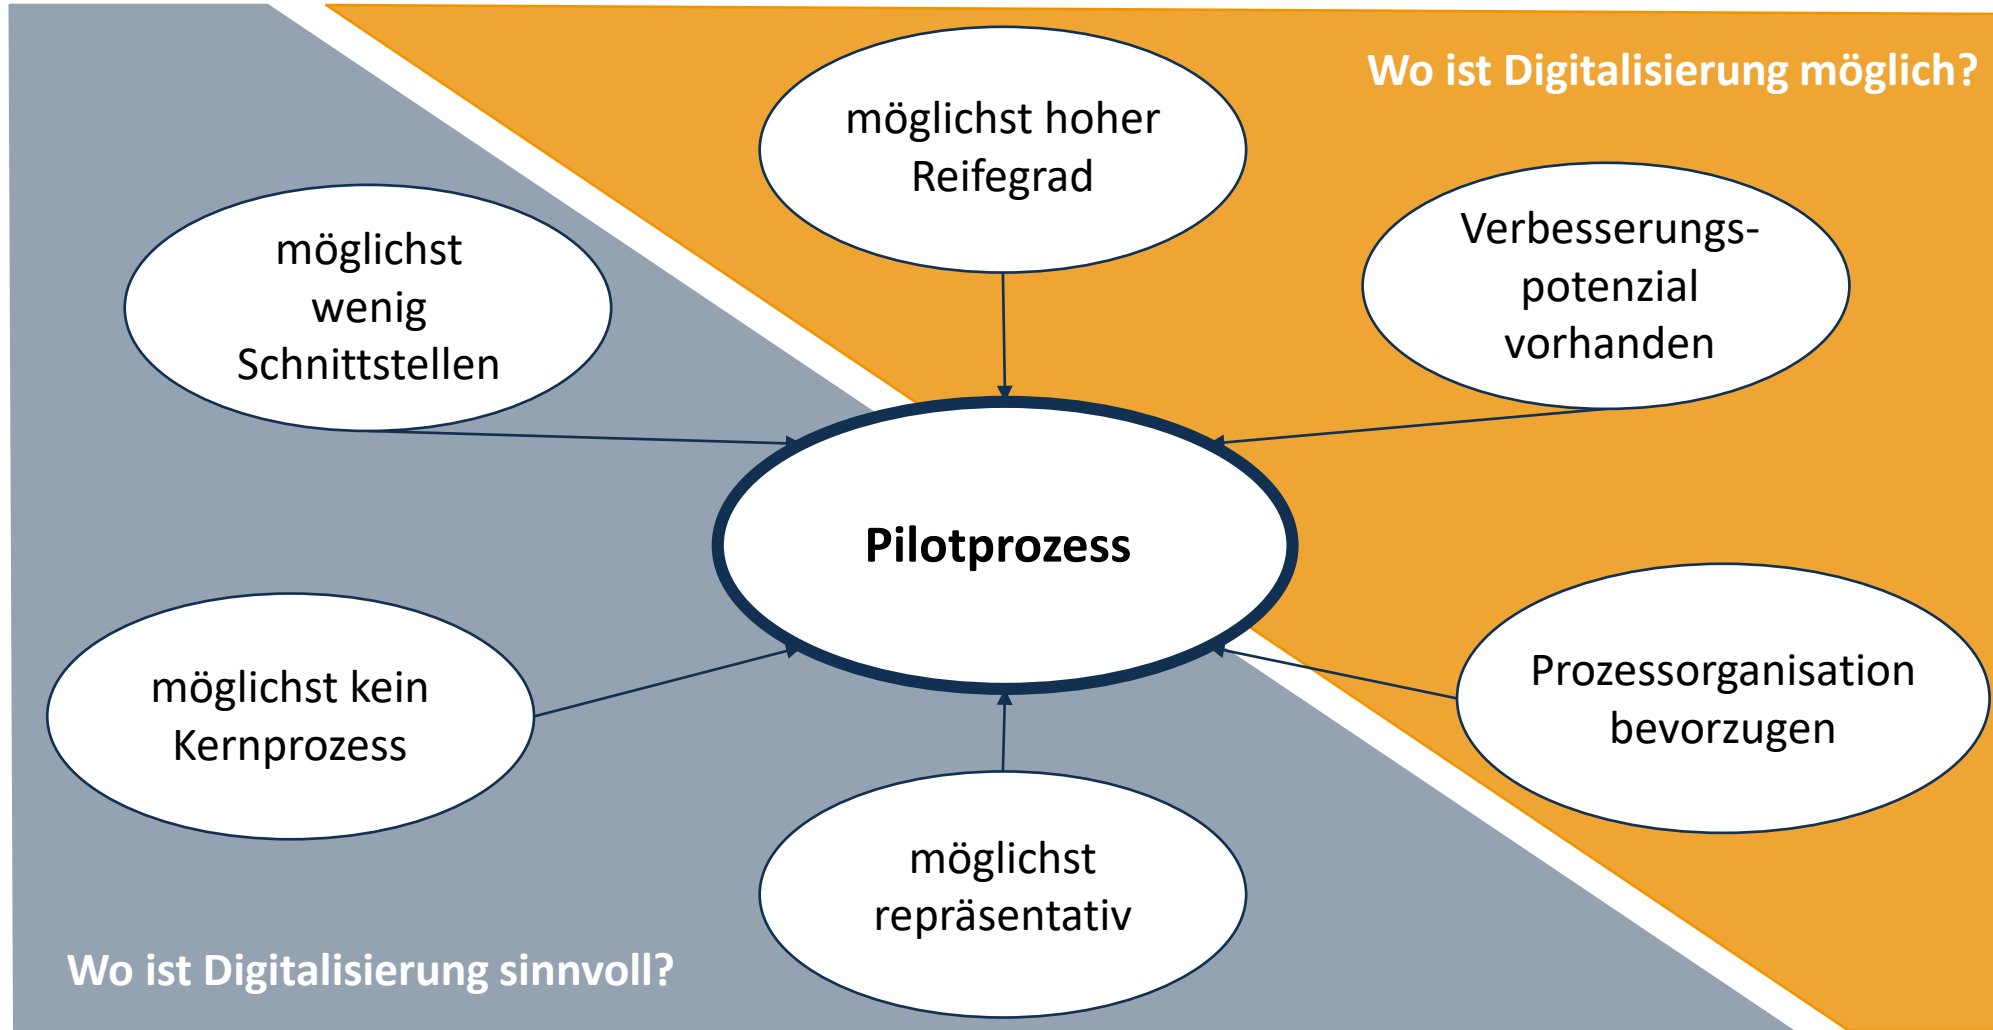 Wo ist Digitalisierung möglich?
möglichst hoher
Reifegrad
Verbesserungs-
potenzial
vorhanden
möglichst
wenig
Schnittstellen
Pilotprozess
möglichst kein
Kernprozess
Prozessorganisation
bevorzugen
möglichst
repräsentativ
Wo ist Digitalisierung sinnvoll?